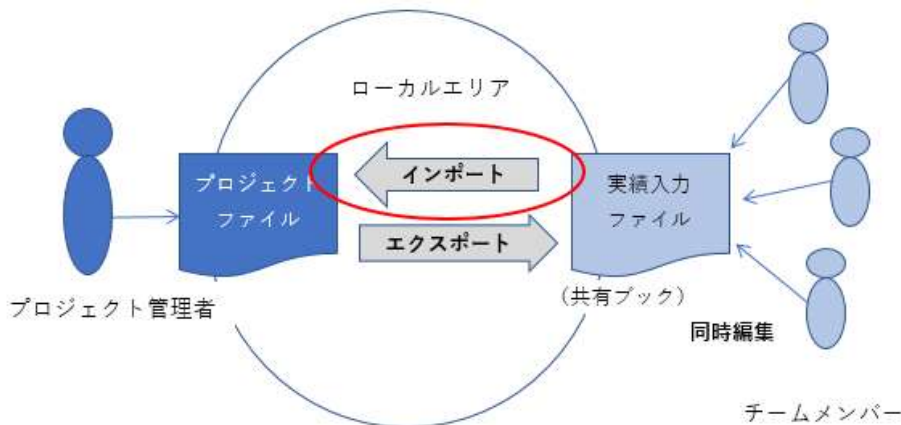 ローカルエリア
プロジェクト
ファイル
インポート
エクスポート
実績入力
ファイル
(共有ブック)
プロジェクト管理者
同時編集
チームメンバー